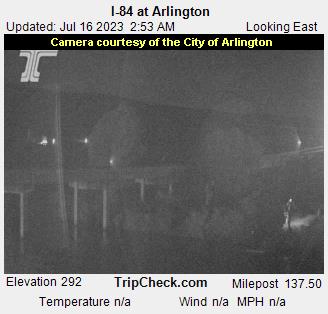 I-84 at Arlington
Updated: Jul 16 2023 2:53 AM Looking East
Camera courtesy of the City of Arlington
Elevation 292 TripCheck.com Milepost 137.50
Temperature n/a Wind n/a MPH n/a